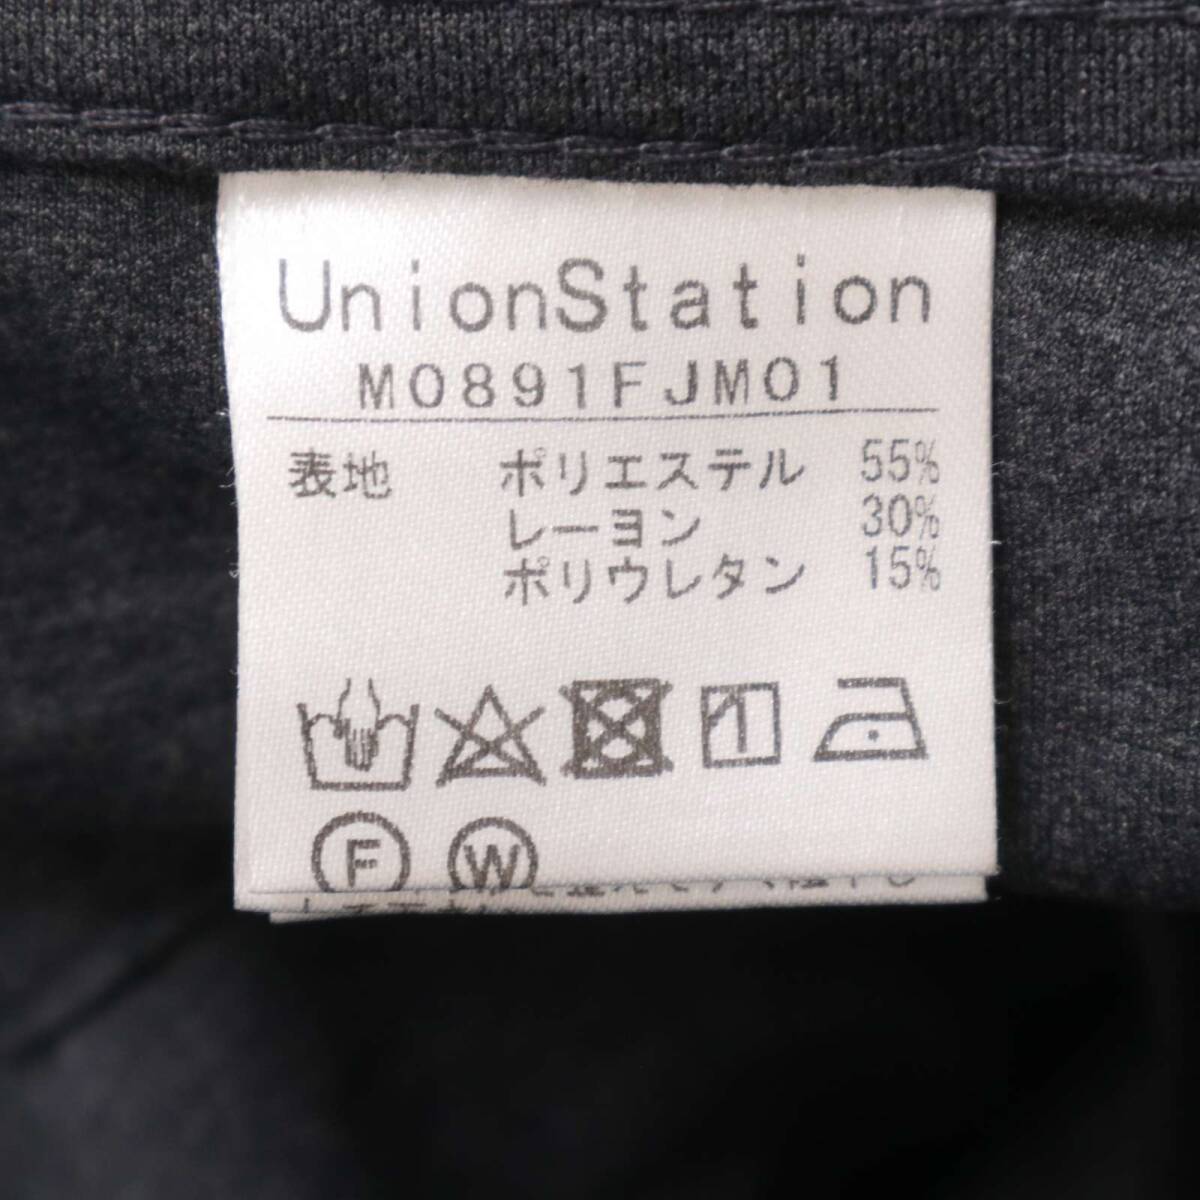 UnionStation
M0891FJM01
表地 ポリエステル 55%
レーヨン 30%
ポリウレタン 15%
F W